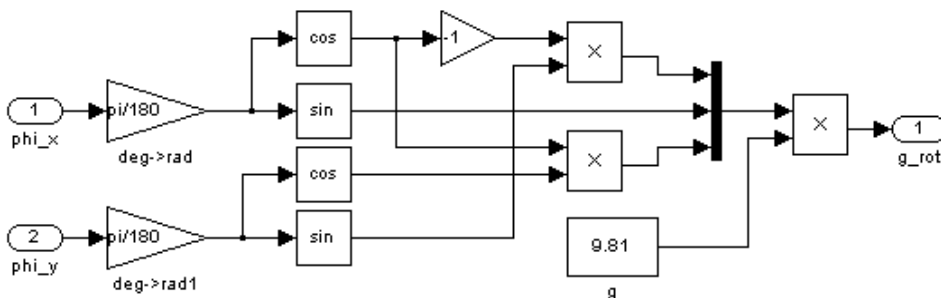 cos
-1
×
1
pi/180
sin
×
1
phi_x
deg->rad
cos
×
g_rot
2
pi/180
sin
9.81
phi_y
deg->rad1
g